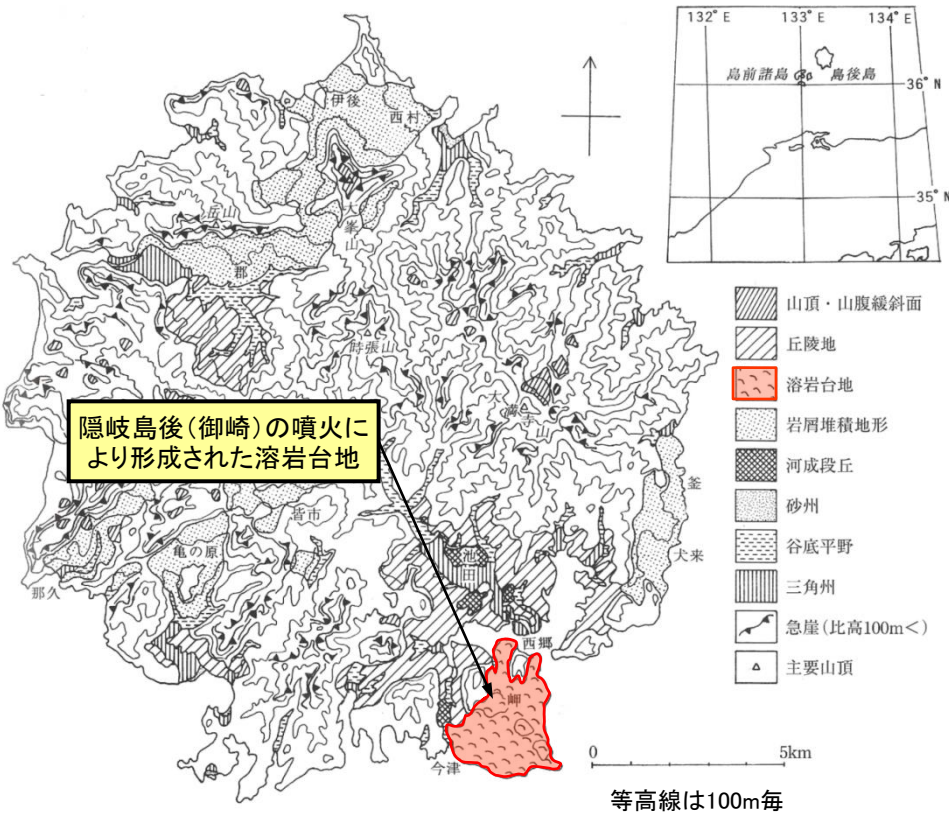 132°E
133°E
134°E
島前諸島
島後島
36°N
35°N
伊後
西村
岳山
峯山
郡
時張山
大満寺山
隠岐島後(御崎)の噴火に
より形成された溶岩台地
皆市
亀の原
那久
池田
釜
犬来
西郷
岬
今津
山頂・山腹緩斜面
丘陵地
溶岩台地
岩屑堆積地形
河成段丘
砂州
谷底平野
三角州
急崖(比高100m<)
主要山頂
0
5km
等高線は100m毎